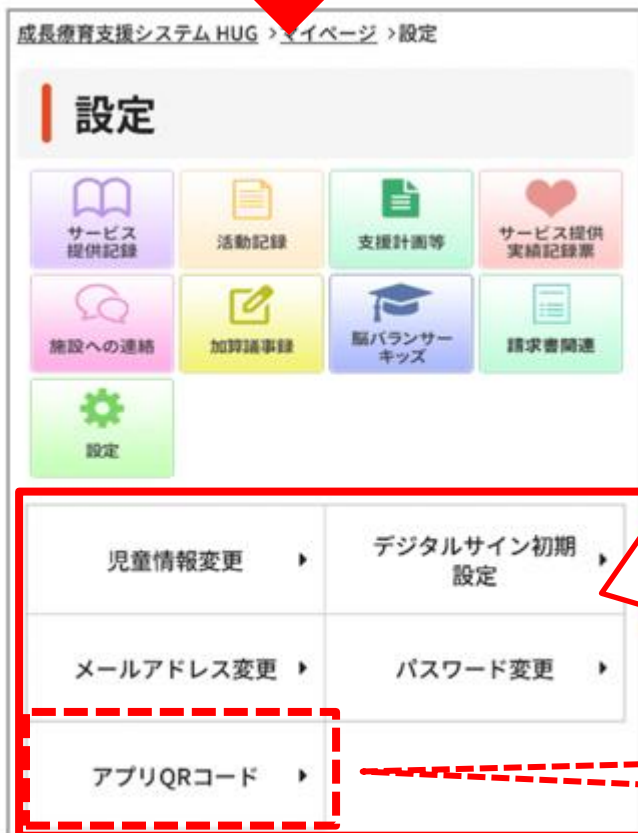 成長療育支援システム HUG >マイページ >設定
設定
サービス
提供記録
活動記録
支援計画等
サービス提供
実績記録票
施設への連絡
加算議事録
脳バランサー
キッズ
請求書関連
設定
児童情報変更
デジタルサイン初期
設定
メールアドレス変更
パスワード変更
アプリQRコード